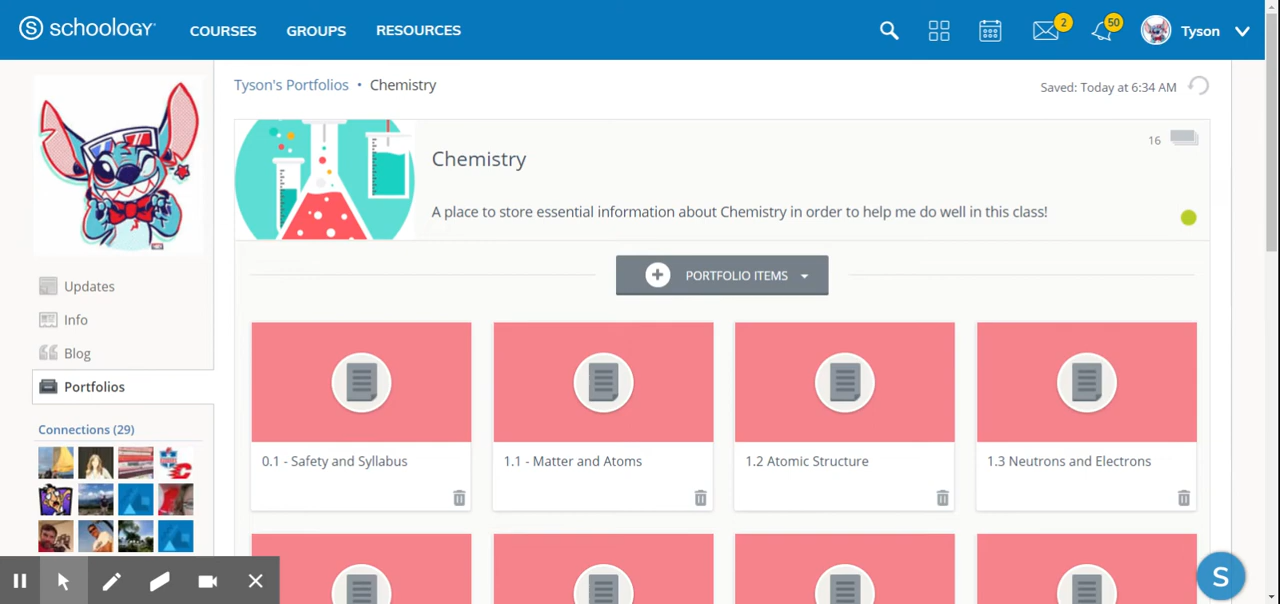 schoology COURSES GROUPS RESOURCES 2 50 Tyson
Tyson's Portfolios • Chemistry Saved: Today at 6:34 AM
Chemistry 16
A place to store essential information about Chemistry in order to help me do well in this class!
PORTFOLIO ITEMS
Updates
Info
Blog
Portfolios
Connections (29)
0.1 - Safety and Syllabus 1.1 - Matter and Atoms 1.2 Atomic Structure 1.3 Neutrons and Electrons
S